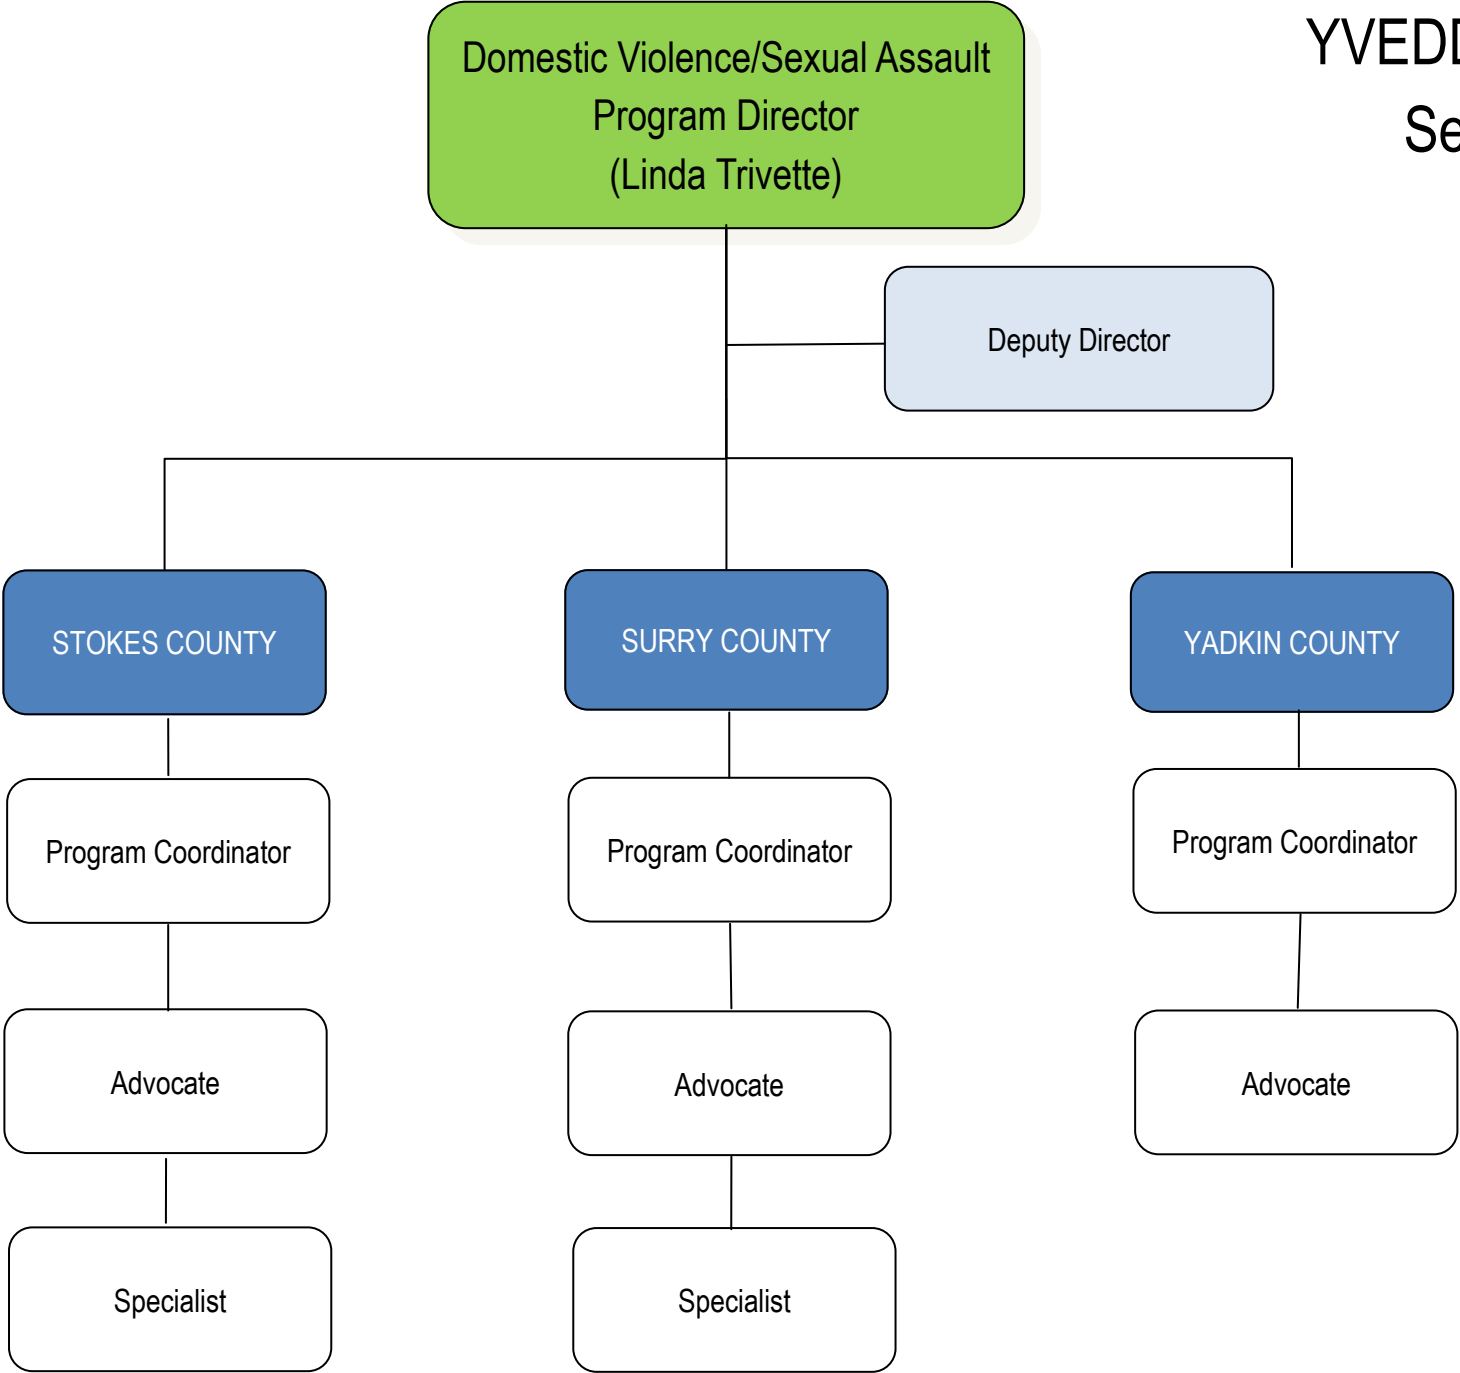 Domestic Violence/Sexual Assault
Program Director
(Linda Trivette)
Deputy Director
STOKES COUNTY
SURRY COUNTY
YADKIN COUNTY
Program Coordinator
Program Coordinator
Program Coordinator
Advocate
Advocate
Advocate
Specialist
Specialist